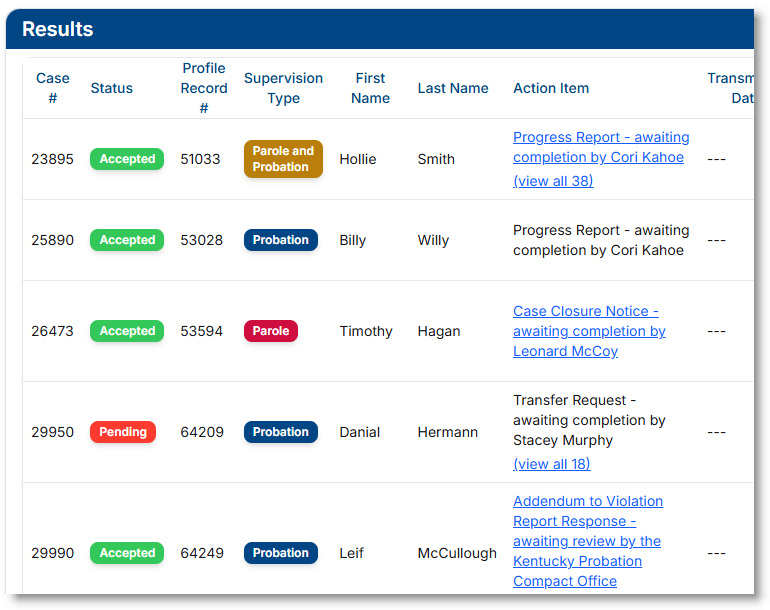 Results
Case # Status Profile Record # Supervision Type First Name Last Name Action Item Transm Dat
23895 Accepted 51033 Parole and Probation Hollie Smith Progress Report - awaiting completion by Cori Kahoe (view all 38) ---
25890 Accepted 53028 Probation Billy Willy Progress Report - awaiting completion by Cori Kahoe ---
26473 Accepted 53594 Parole Timothy Hagan Case Closure Notice - awaiting completion by Leonard McCoy ---
29950 Pending 64209 Probation Danial Hermann Transfer Request - awaiting completion by Stacey Murphy (view all 18) ---
29990 Accepted 64249 Probation Leif McCullough Addendum to Violation Report Response - awaiting review by the Kentucky Probation Compact Office ---